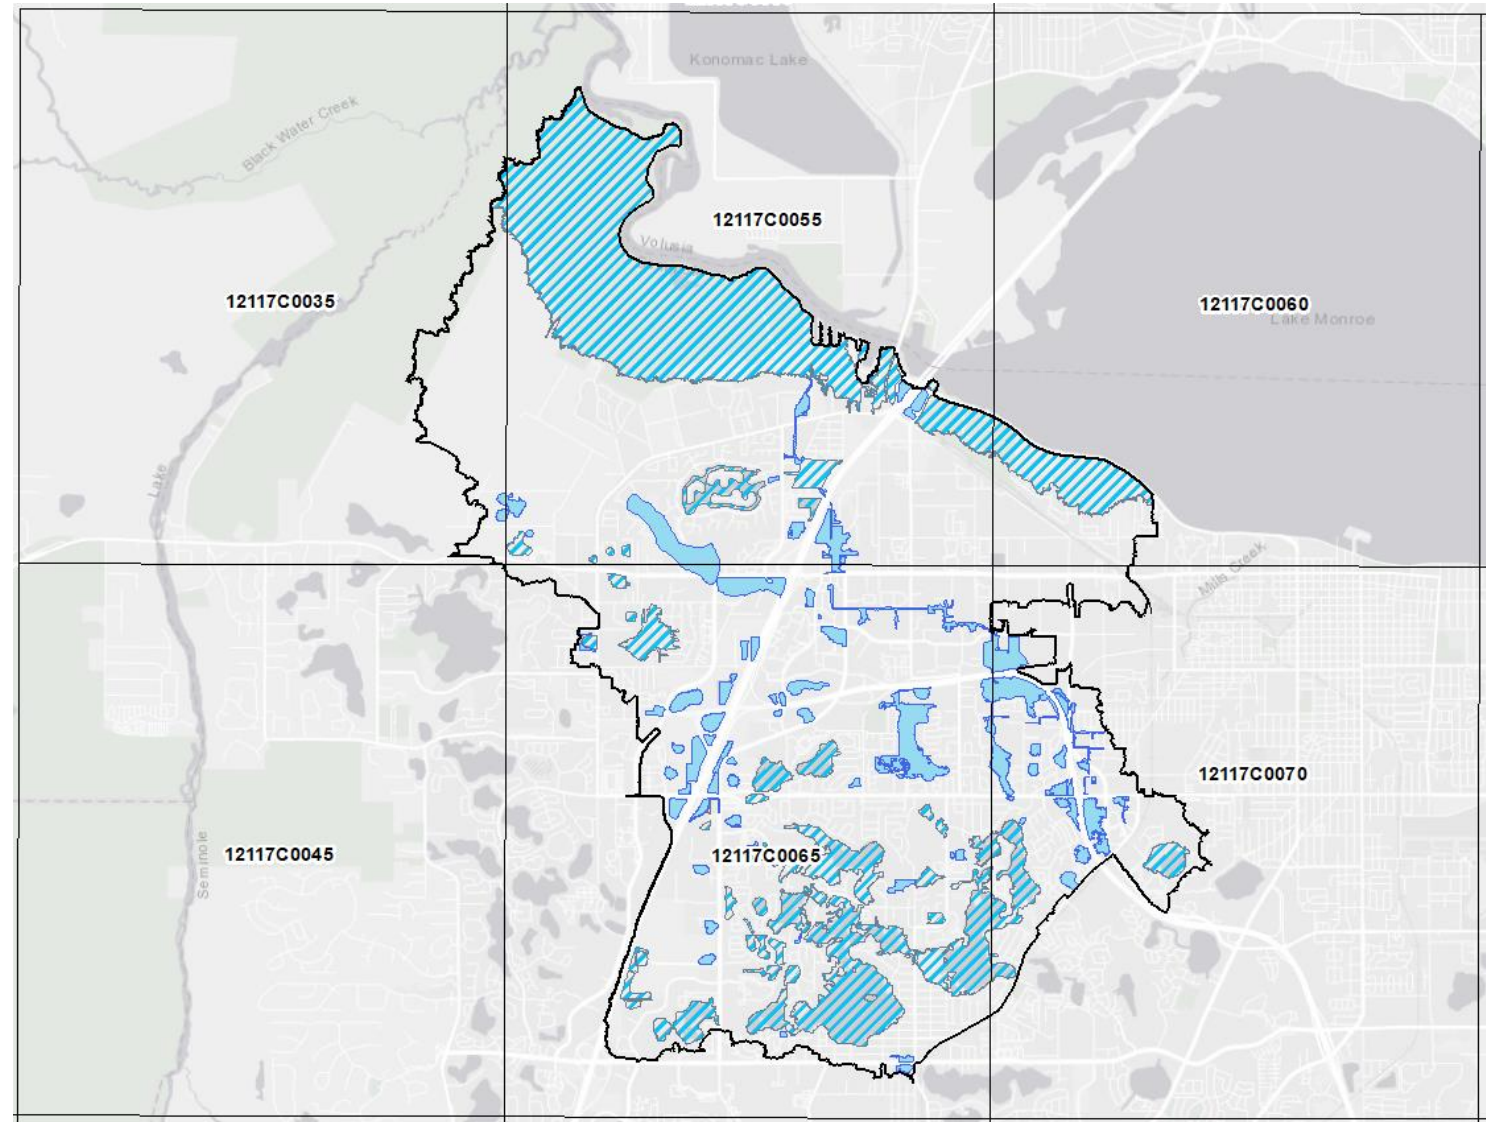 Konomac Lake
Black Water Creek
12117C0055
Volusia
12117C0035
12117C0060
Lake Monroe
Lake
Mills Creek
12117C0070
12117C0045
12117C0065
Seminole